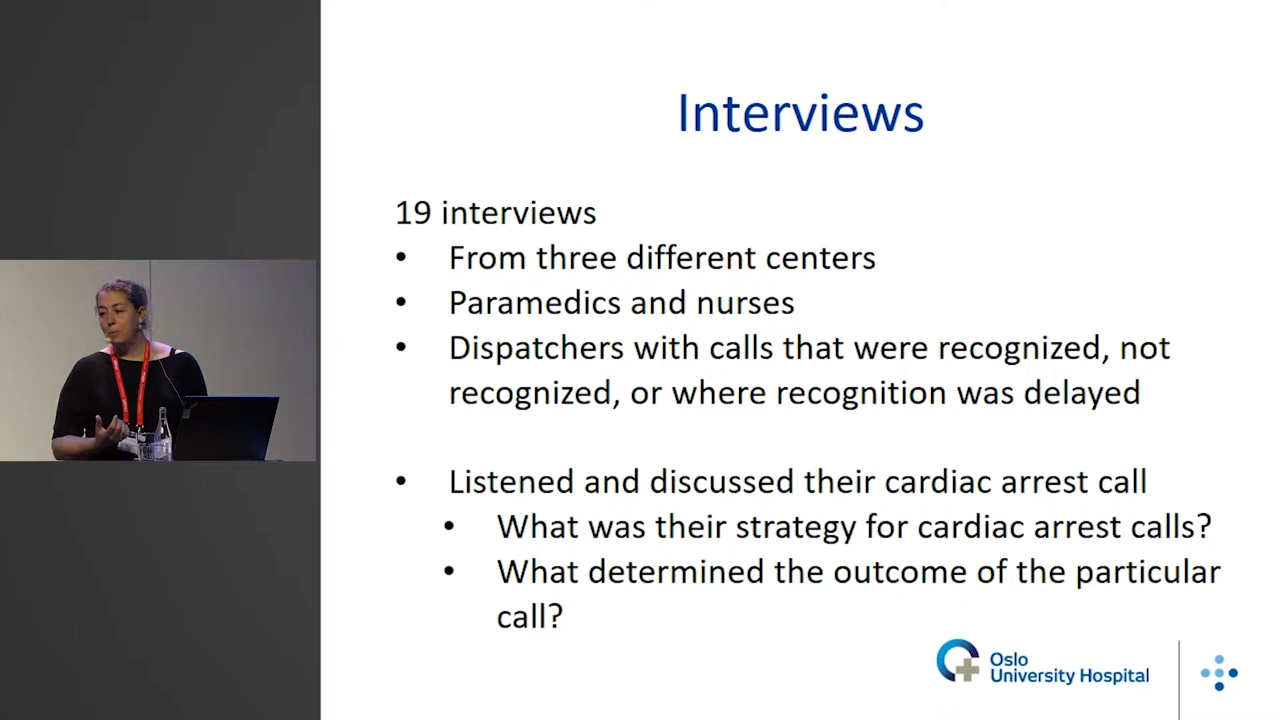 Interviews
19 interviews
• From three different centers
• Paramedics and nurses
• Dispatchers with calls that were recognized, not
recognized, or where recognition was delayed
• Listened and discussed their cardiac arrest call
• What was their strategy for cardiac arrest calls?
• What determined the outcome of the particular
call?
Oslo
University Hospital